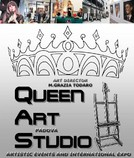 ART DIRECTOR
M.GRAZIA TODARO
QUEEN
ART
PADOVA
STUDIO
ARTISTIC EVENTS AND INTERNATIONAL EXPO